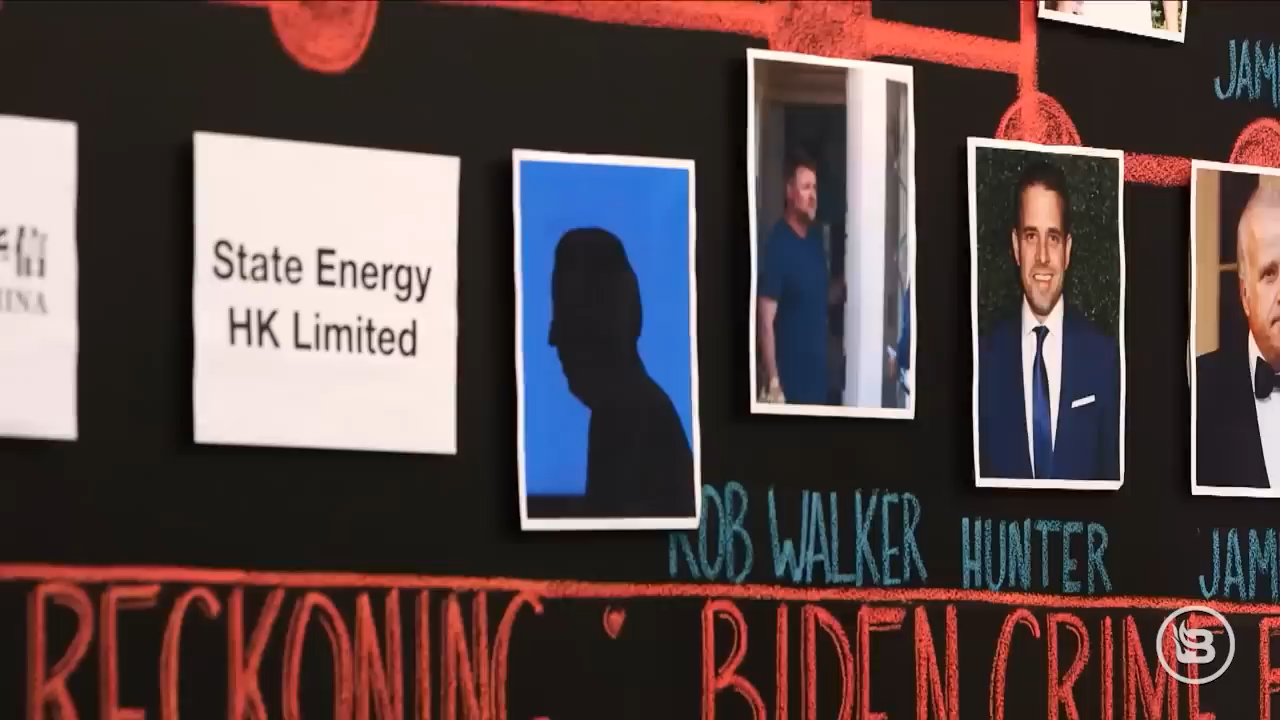 State Energy
HK Limited
ROB WALKER
HUNTER
RECKONING
BIDEN CRIME